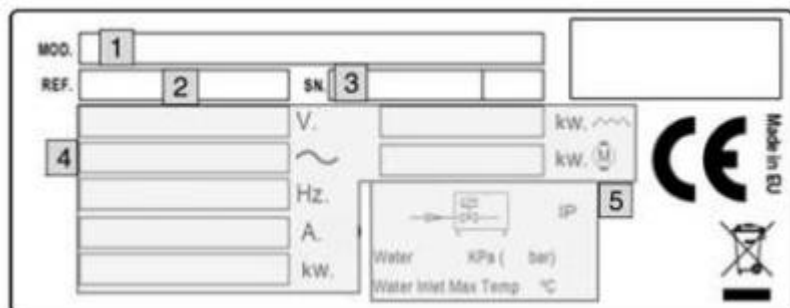 MOD. 1
REF. 2 SN. 3
V. kw.
4 kw. M
Hz.
A.
kw.
5
IP
Water KPa ( bar)
Water Inlet Max Temp °C
CE
Made in EU